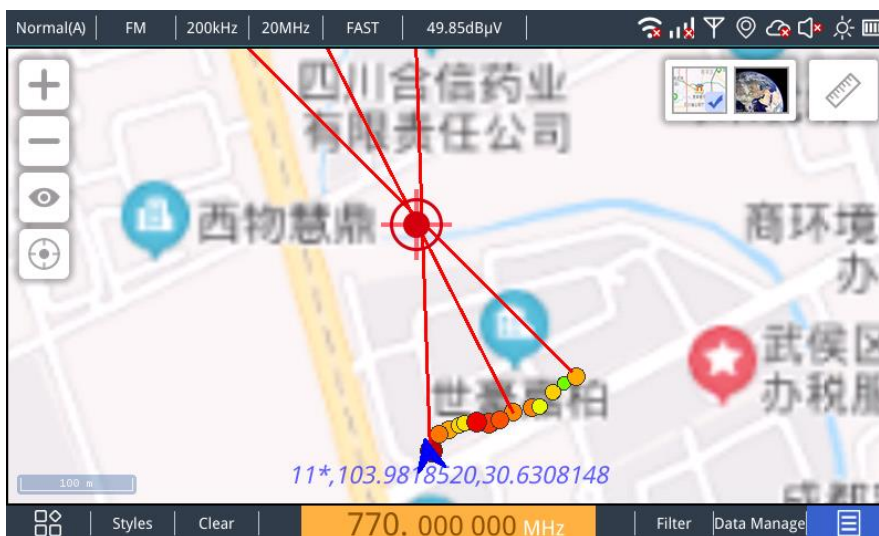 Normal(A) FM 200kHz 20MHz FAST 49.85dBμV
四川合信药业
有限责任公司
西物慧鼎
商环境
办
武侯区
办税服
11*,103.9818520,30.6308148
100 m
Styles Clear 770. 000 000 MHz Filter Data Manage